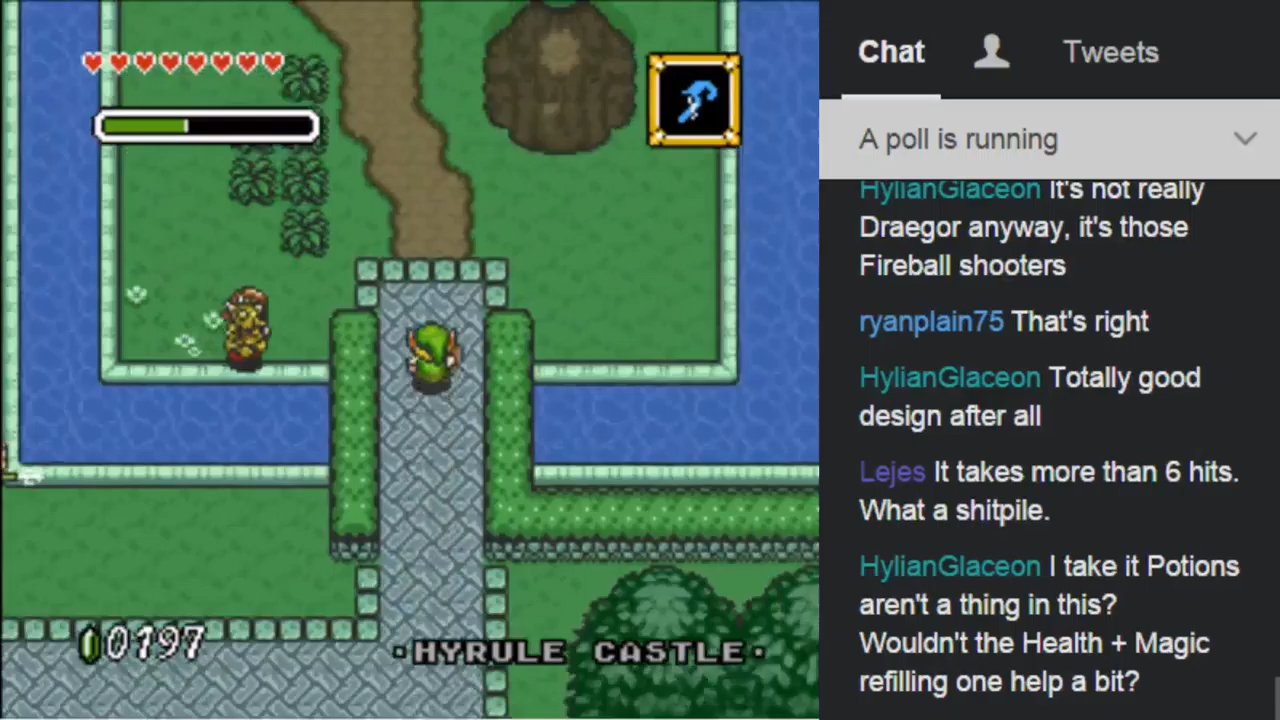 Chat
Tweets
A poll is running
HylianGlaceon It's not really
Draegor anyway, it's those
Fireball shooters
ryanplain75 That's right
HylianGlaceon Totally good
design after all
Lejes It takes more than 6 hits.
What a shitpile.
HylianGlaceon I take it Potions
aren't a thing in this?
Wouldn't the Health + Magic
refilling one help a bit?
0197
·HYRULE CASTLE·